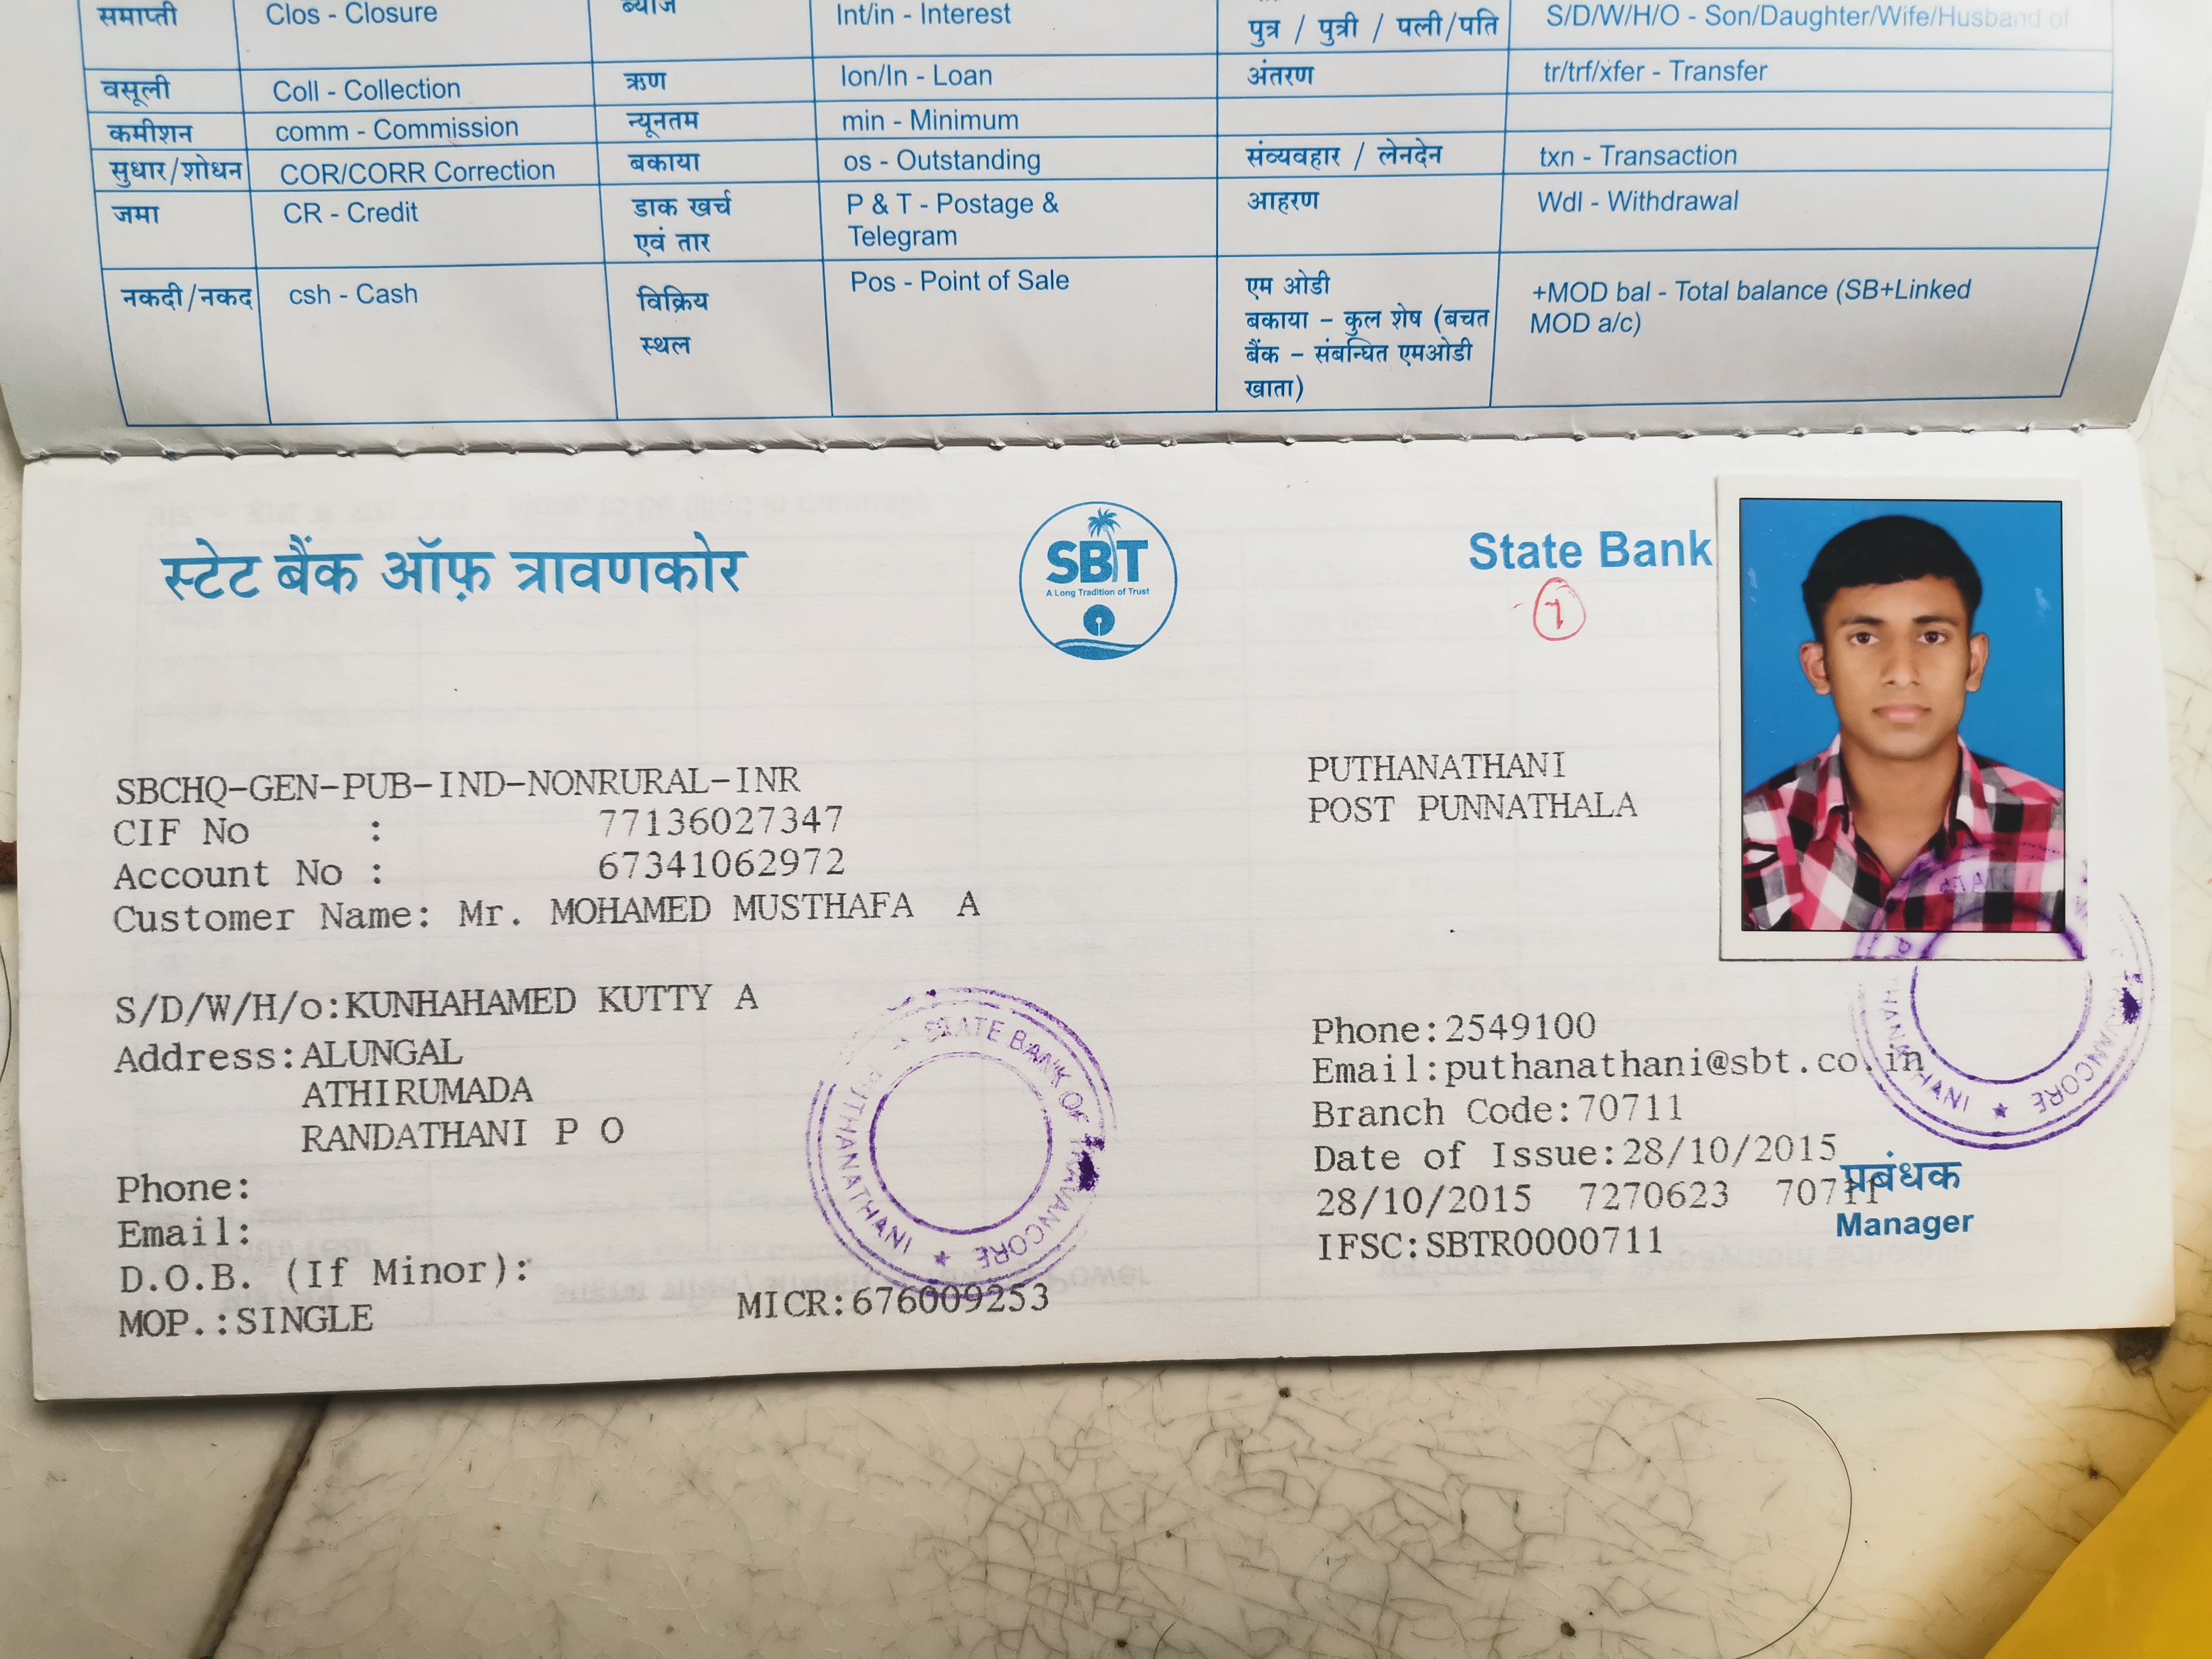 समाप्ती Clos - Closure ब्याज Int/in - Interest पुत्र / पुत्री / पत्नी/पति S/D/W/H/O - Son/Daughter/Wife/Husband of
वसूली Coll - Collection ऋण lon/ln - Loan अंतरण tr/trf/xfer - Transfer
कमीशन comm - Commission न्यूनतम min - Minimum
सुधार/शोधन COR/CORR Correction बकाया os - Outstanding संव्यवहार / लेनदेन txn - Transaction
जमा CR - Credit डाक खर्च P & T - Postage & आहरण Wdl - Withdrawal
एवं तार Telegram
नकदी/नकद csh - Cash विक्रिय Pos - Point of Sale एम ओडी +MOD bal - Total balance (SB+Linked
स्थल बकाया - कुल शेष (बचत MOD a/c)
बैंक - संबन्धित एमओडी
खाता)
स्टेट बैंक ऑफ़ त्रावणकोर SBT State Bank
A Long Tradition of Trust
1
SBCHQ-GEN-PUB-IND-NONRURAL-INR PUTHANATHANI
CIF No : 77136027347 POST PUNNATHALA
Account No : 67341062972
Customer Name: Mr. MOHAMED MUSTHAFA A
S/D/W/H/o:KUNHAHAMED KUTTY A Phone:2549100
Address:ALUNGAL Email:puthanathani@sbt.co.in
ATHIRUMADA Branch Code:70711
RANDATHANI P O Date of Issue:28/10/2015
Phone: 28/10/2015 7270623 70711 प्रबंधक
Email: IFSC:SBTR0000711 Manager
D.O.B. (If Minor):
MOP.:SINGLE MICR:676009253
STATE BANK OF TRAVANCORE ★ PUTHANATHANI
TRAVANCORE ★ PUTHANATHANI